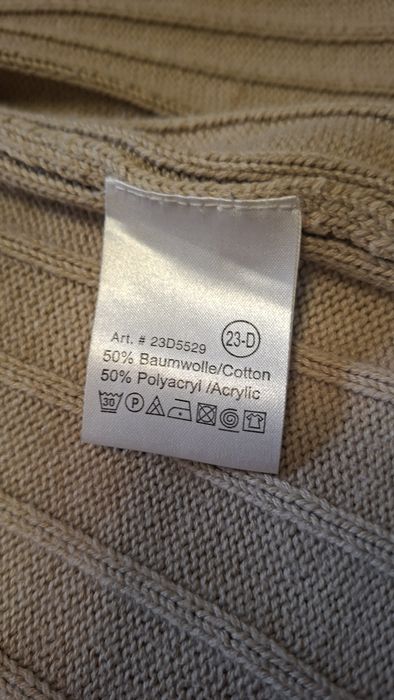 Art. # 23D5529
23-D
50% Baumwolle/Cotton
50% Polyacryl /Acrylic
30 P